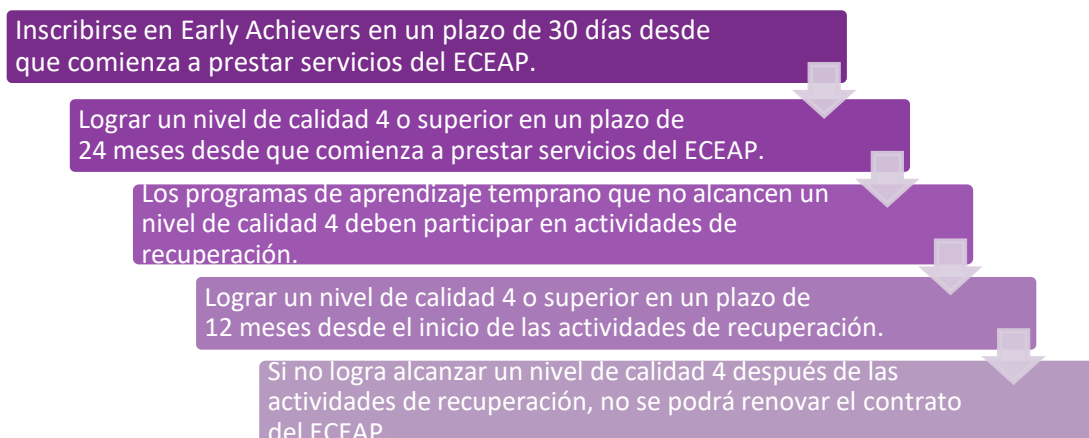 Inscribirse en Early Achievers en un plazo de 30 días desde
que comienza a prestar servicios del ECEAP.
Lograr un nivel de calidad 4 o superior en un plazo de
24 meses desde que comienza a prestar servicios del ECEAP.
Los programas de aprendizaje temprano que no alcancen un
nivel de calidad 4 deben participar en actividades de
recuperación.
Lograr un nivel de calidad 4 o superior en un plazo de
12 meses desde el inicio de las actividades de recuperación.
Si no logra alcanzar un nivel de calidad 4 después de las
actividades de recuperación, no se podrá renovar el contrato
del ECEAP